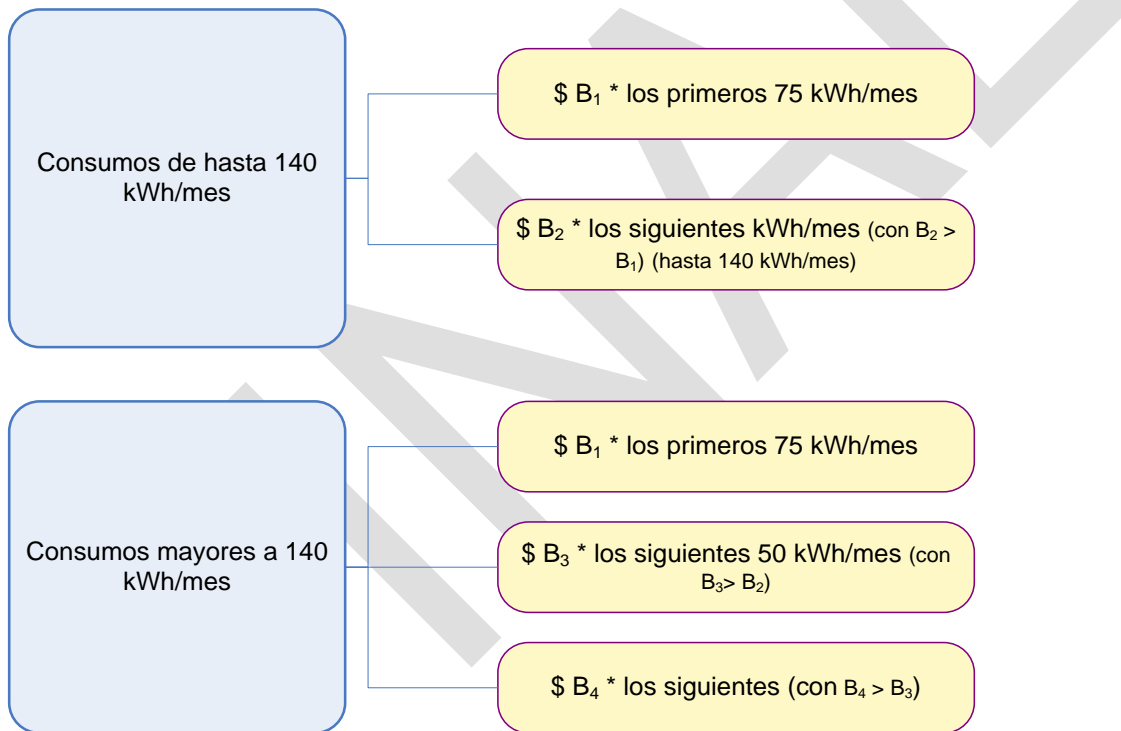 Consumos de hasta 140
kWh/mes
$ B₁ * los primeros 75 kWh/mes
$ B₂ * los siguientes kWh/mes (con B₂ >
B₁) (hasta 140 kWh/mes)
Consumos mayores a 140
kWh/mes
$ B₁ * los primeros 75 kWh/mes
$ B₃ * los siguientes 50 kWh/mes (con
B₃> B₂)
$ B₄ * los siguientes (con B₄ > B₃)